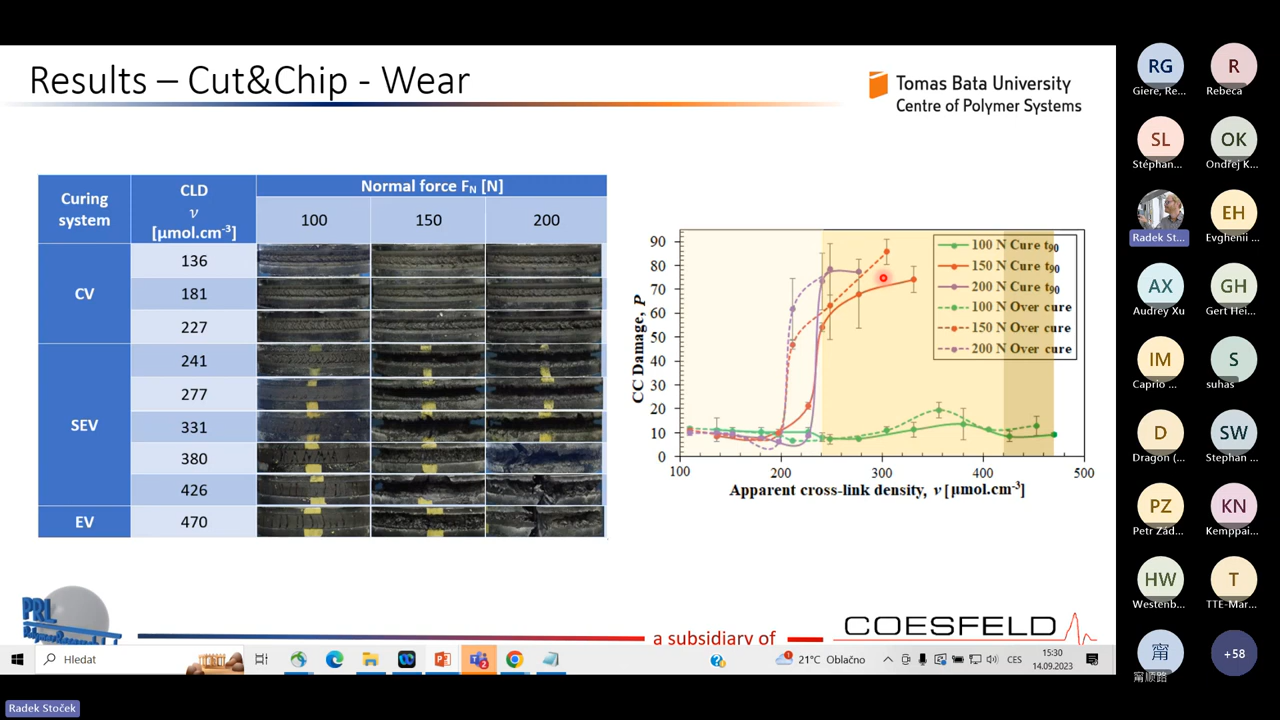 Results – Cut&Chip - Wear
Tomas Bata University
Centre of Polymer Systems
Curing system
CLD
ν
[µmol.cm-3]
Normal force FN [N]
100 150 200
CV
136
181
227
SEV
241
277
331
380
426
EV
470
CC Damage, P
90
80
70
60
50
40
30
20
10
0
100 200 300 400 500
Apparent cross-link density, ν [µmol.cm-3]
100 N Cure t90
150 N Cure t90
200 N Cure t90
100 N Over cure
150 N Over cure
200 N Over cure
PRL
a subsidiary of
COESFELD
Hledat
21°C Oblačno
CES
15:30
14.09.2023
RG
Giere, Re...
R
Rebeca
SL
Stéphan...
OK
Ondřej K...
Radek St...
EH
Evghenii ...
AX
Audrey Xu
GH
Gert Hei...
IM
Caprio ...
S
suhas
D
Dragon (...
SW
Stephan ...
PZ
Petr Zád...
KN
Kemppai...
HW
Westenb...
T
TTE-Mar...
甯
甯顺路
+58
Radek Stoček